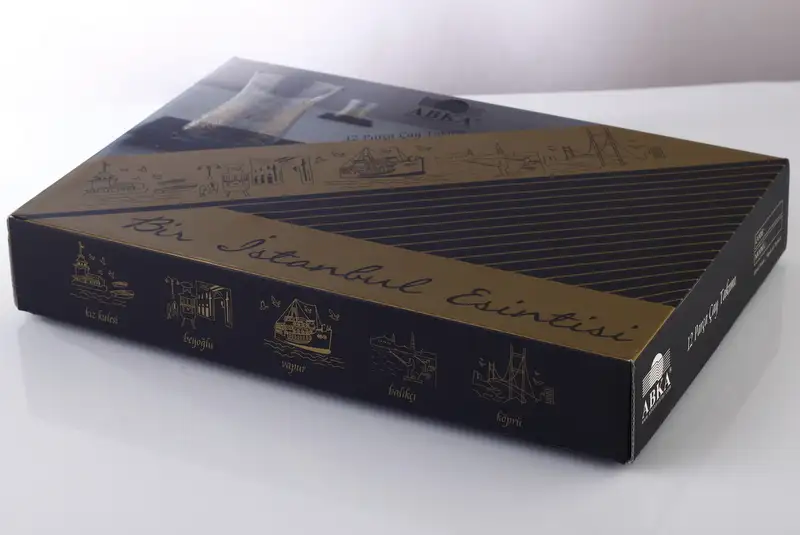 ABKA
12 Parça Çay Takımı
Bir İstanbul Esintisi
kız kulesi
beyoğlu
vapur
balıkçı
köprü
ABKA
12 Parça Çay Takımı